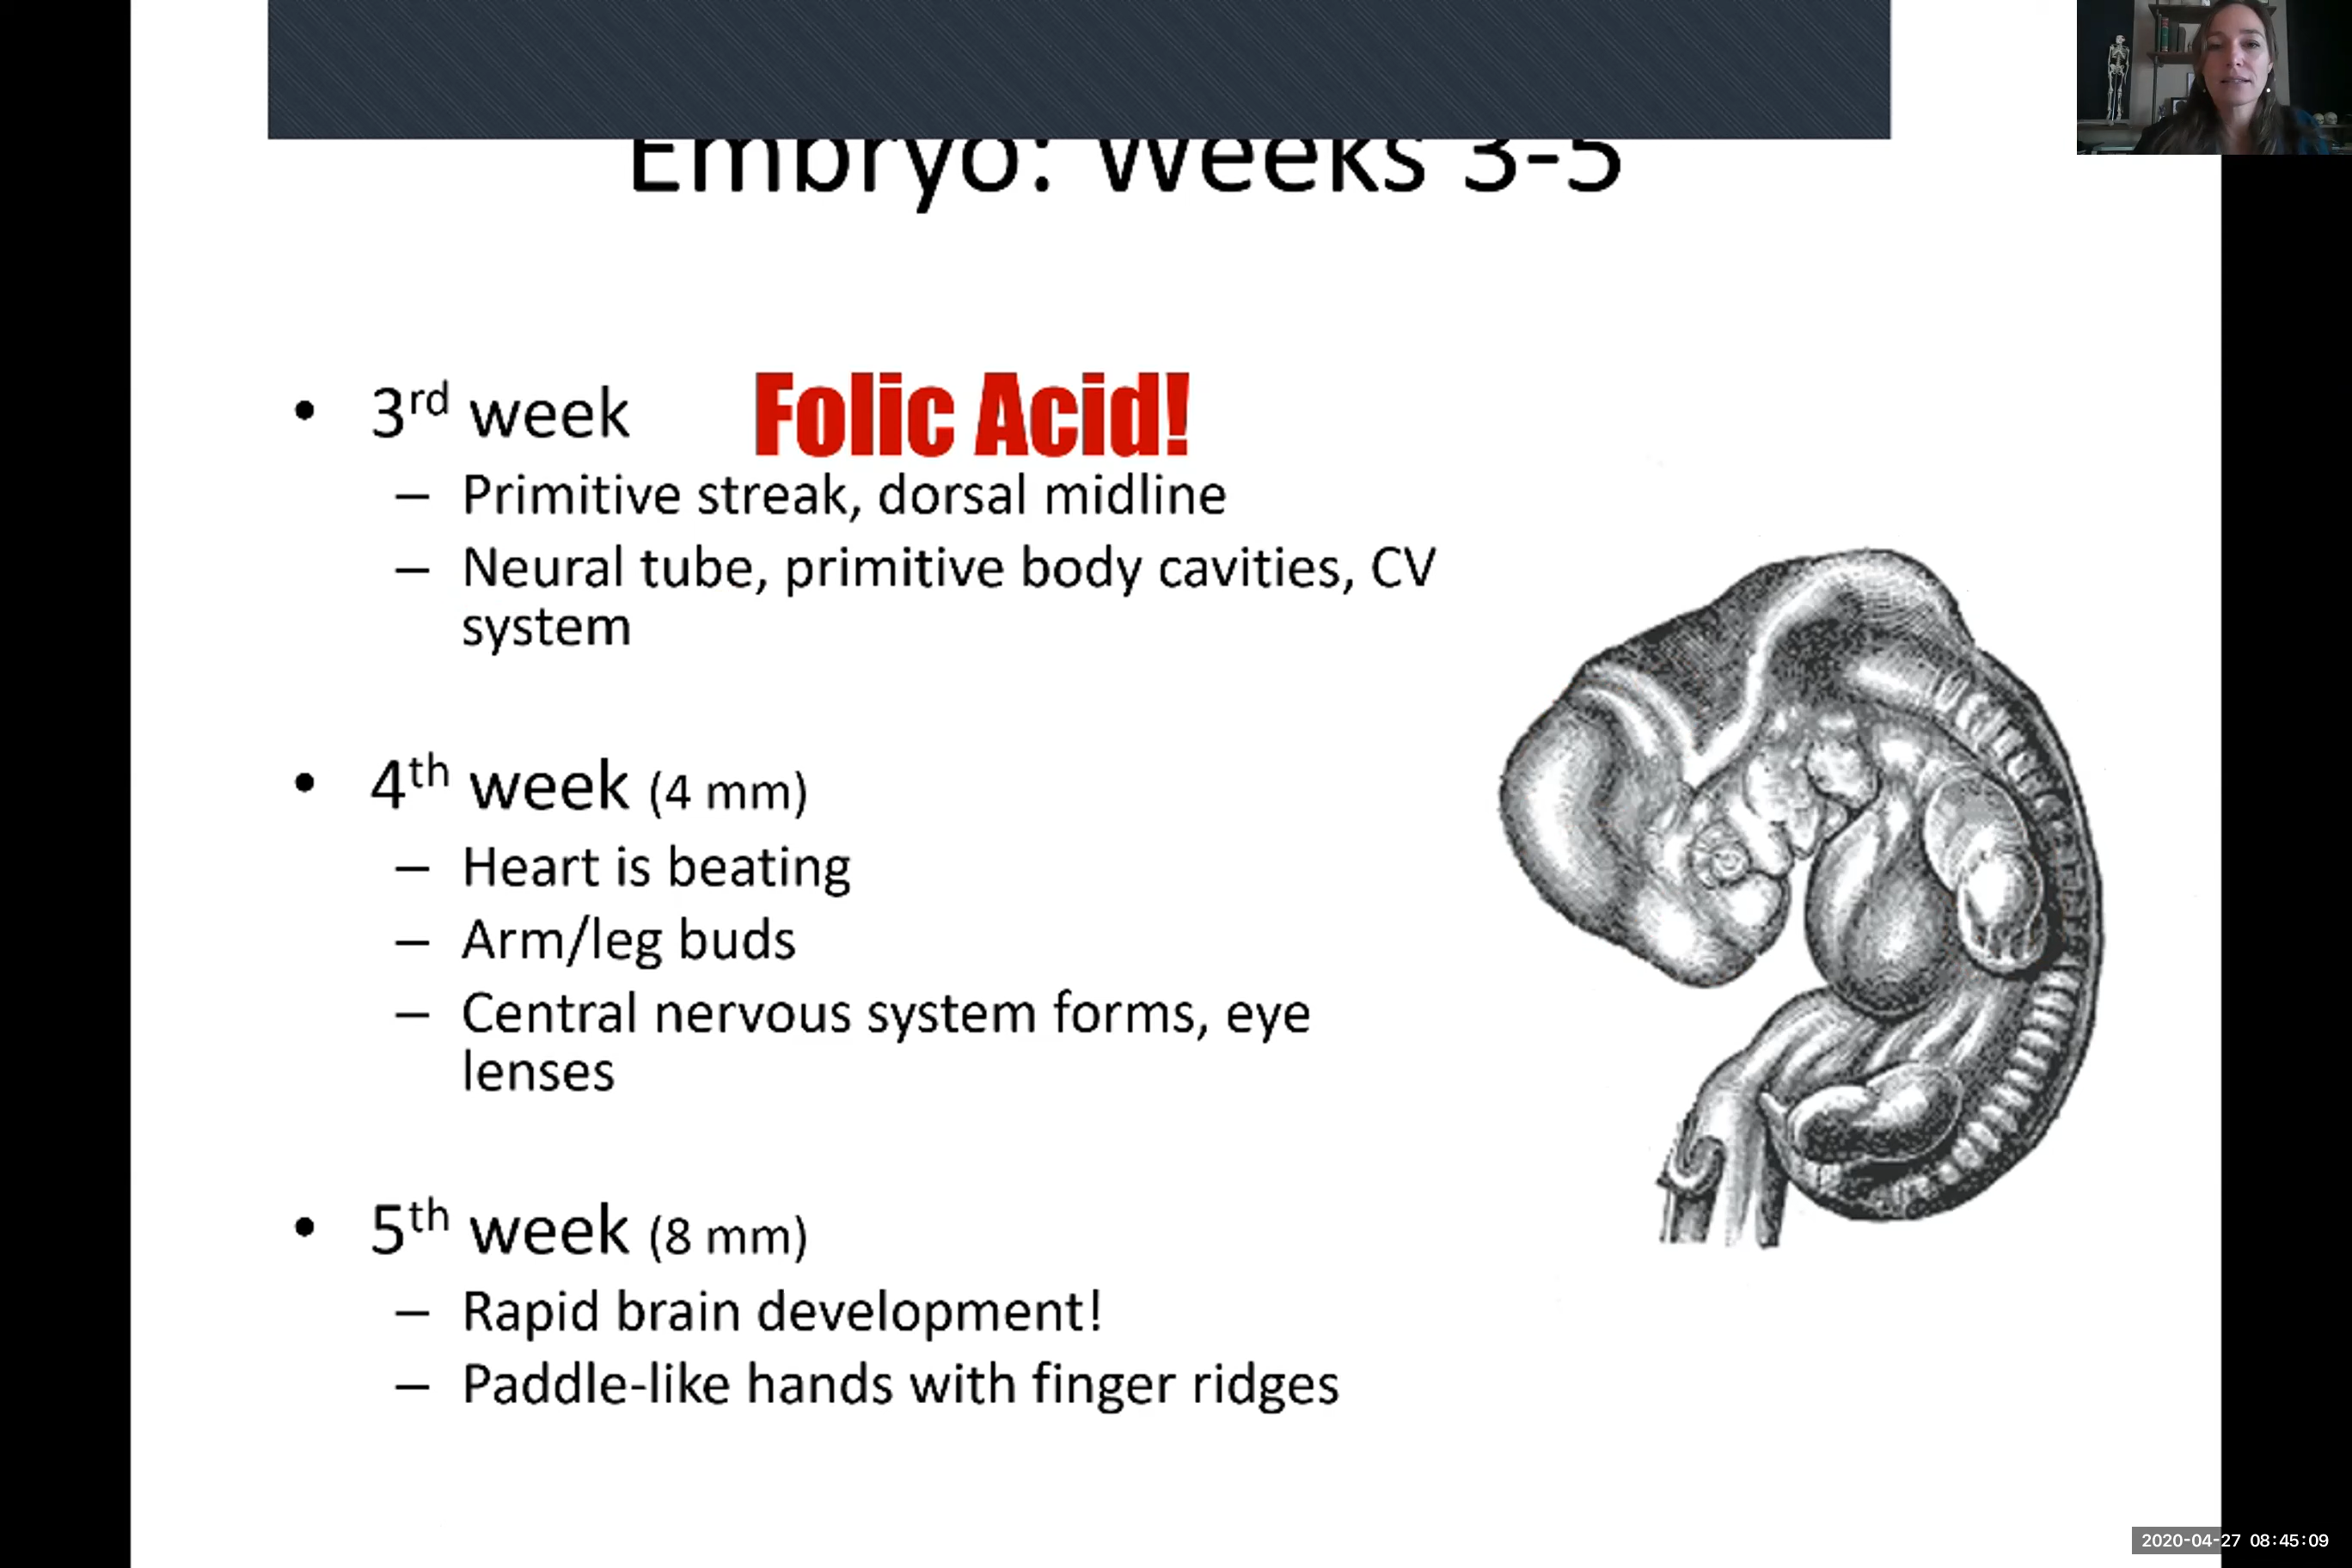 Embryo: Weeks 3-5
• 3rd week Folic Acid!
– Primitive streak, dorsal midline
– Neural tube, primitive body cavities, CV
system
• 4th week (4 mm)
– Heart is beating
– Arm/leg buds
– Central nervous system forms, eye
lenses
• 5th week (8 mm)
– Rapid brain development!
– Paddle-like hands with finger ridges
2020-04-27 08:45:09